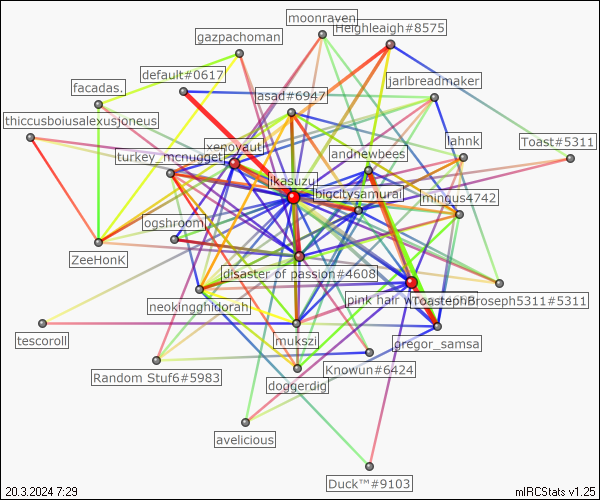 moonraven
Heighleaigh#8575
gazpachoman
default#0617
jarlbreadmaker
facadas.
lasad#6947
thiccusboiusalexusjoneus
xenoyaut
lahnk
Toast#5311
turkey_mcnugget
andnewbees
ikasuzu
bigcitysamurai
mingus4742
ogshroom
ZeeHonK
disaster of passion#4608
neokingghidorah
pink hair w
ToastephBroseph5311#5311
tescoroll
mukszi
gregor_samsa
Random Stuf6#5983
Knowun#6424
doggerdig
avelicious
Duck™#9103
20.3.2024 7:29
mIRCStats v1.25